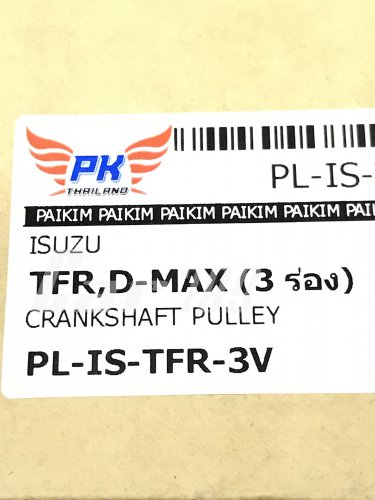 PK
THAILAND
PL-IS-
PAIKIM PAIKIM PAIKIM PAIKIM PAIKIM PAIKIM
ISUZU
TFR,D-MAX (3 ร่อง)
CRANKSHAFT PULLEY
PL-IS-TFR-3V